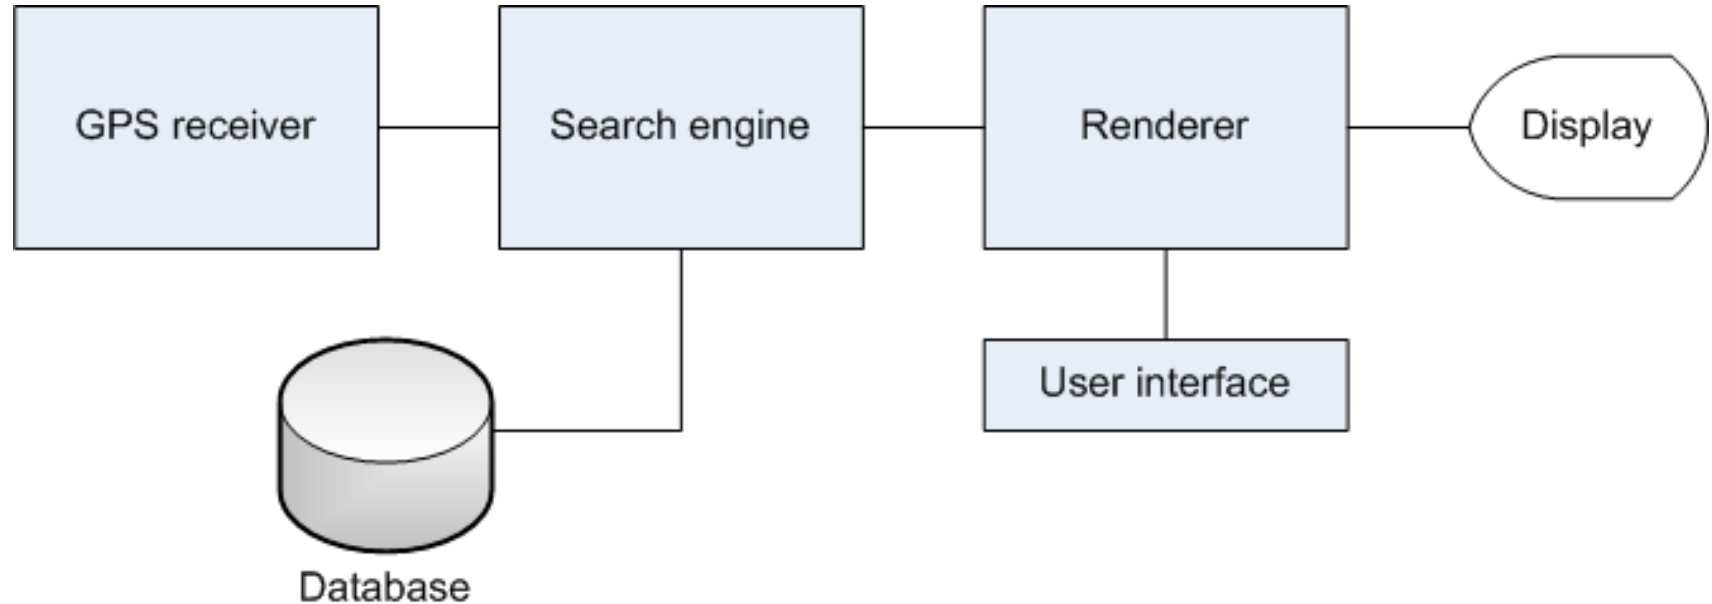 GPS receiver
Search engine
Renderer
Display
User interface
Database